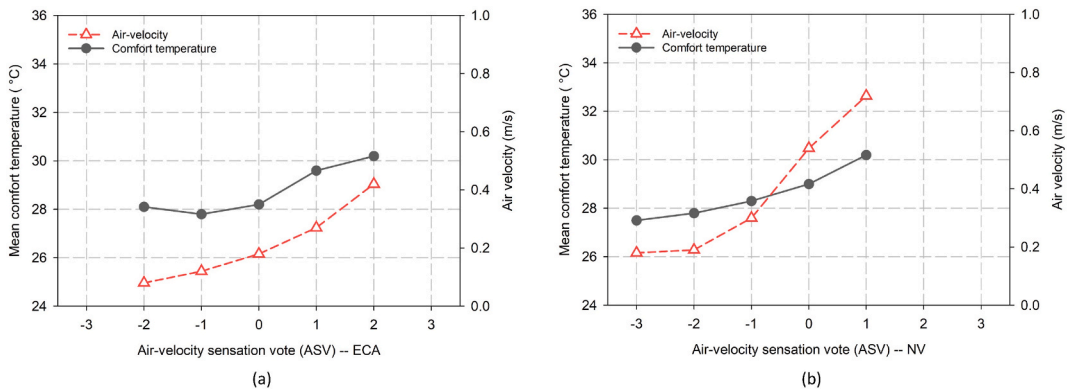 36
34
32
30
28
26
24
Mean comfort temperature ( °C)
Air-velocity
Comfort temperature
1.0
0.8
0.6
0.4
0.2
0.0
Air velocity (m/s)
-3 -2 -1 0 1 2 3
Air-velocity sensation vote (ASV) -- ECA
(a)
36
34
32
30
28
26
24
Mean comfort temperature ( °C)
Air-velocity
Comfort temperature
1.0
0.8
0.6
0.4
0.2
0.0
Air velocity (m/s)
-3 -2 -1 0 1 2 3
Air-velocity sensation vote (ASV) -- NV
(b)